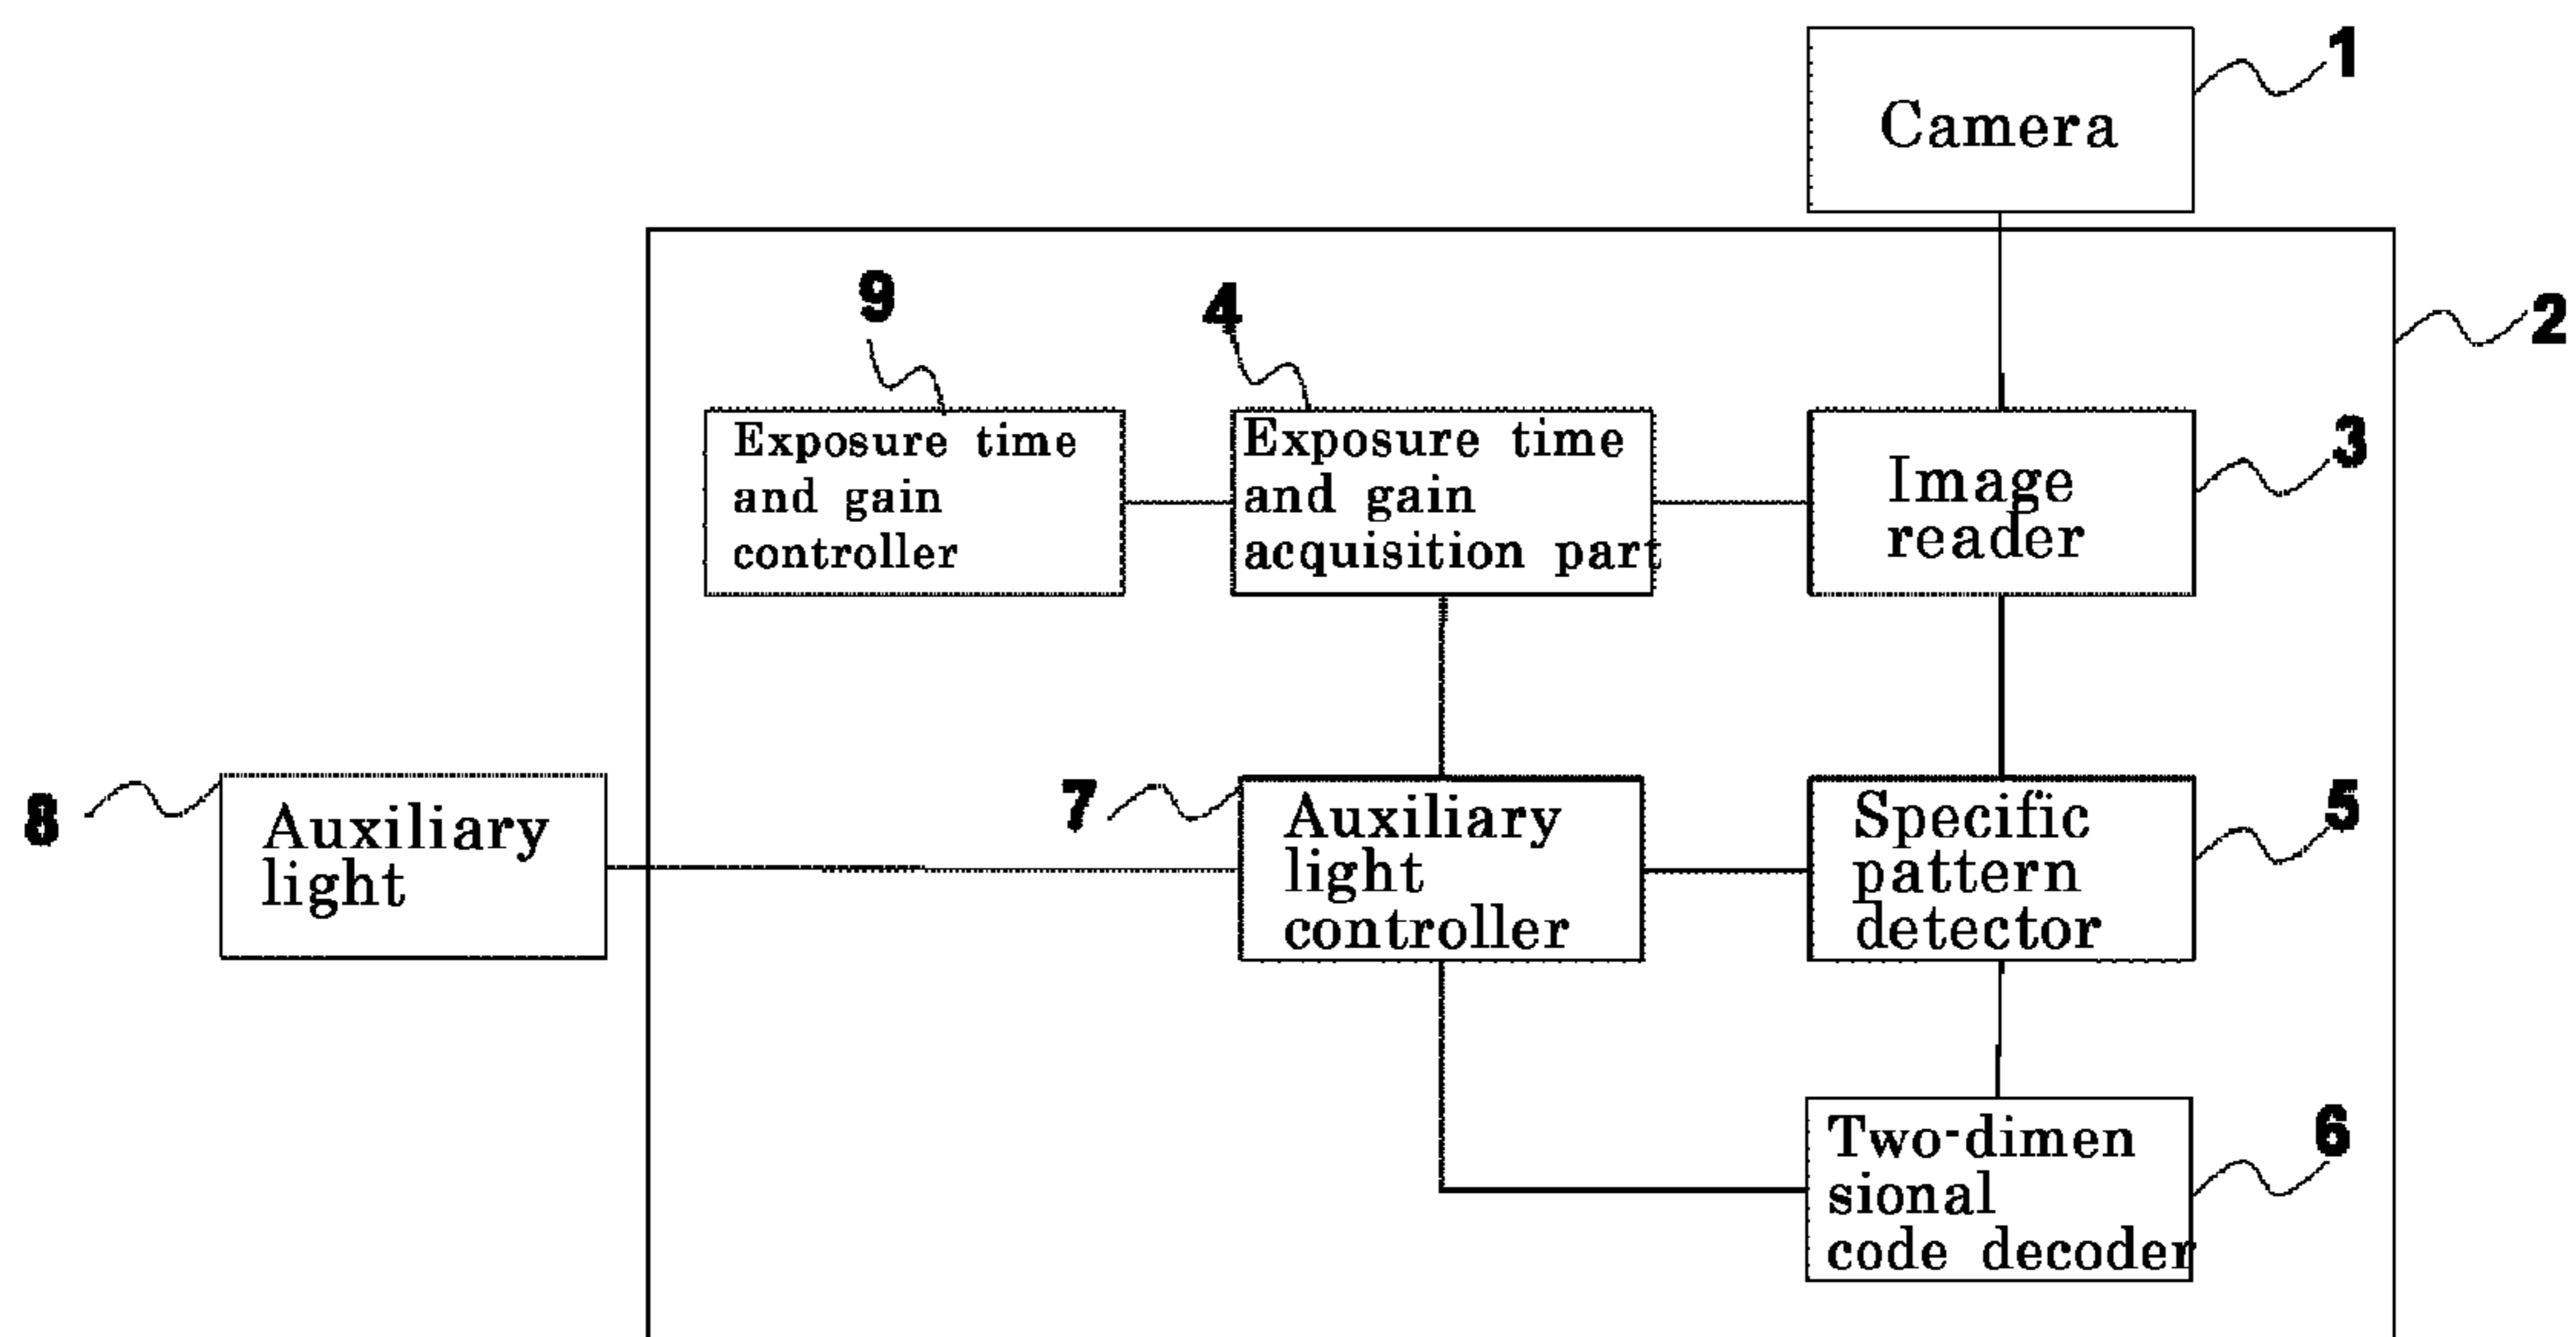 1
Camera
2
9
4
3
Exposure time
and gain
controller
Exposure time
and gain
acquisition part
Image
reader
8
Auxiliary
light
7
Auxiliary
light
controller
5
Specific
pattern
detector
6
Two-dimen
sional
code decoder